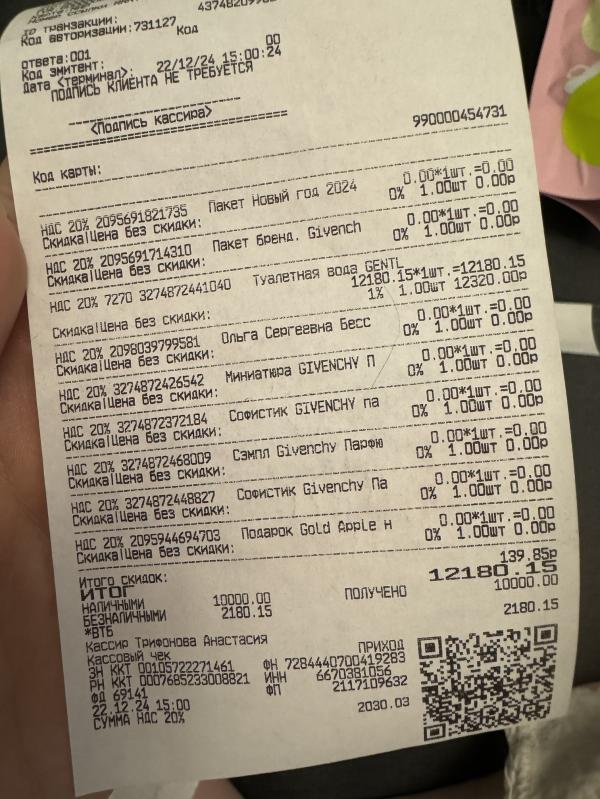 ID транзакции:
Код авторизации:731127 Код
ответа:001 00
Код эмитент:
Дата <терминал>: 22/12/24 15:00:24
ПОДПИСЬ КЛИЕНТА НЕ ТРЕБУЕТСЯ
<Подпись кассира>
Код карты: 990000454731
НДС 20% 2095691821735 Пакет Новый год 2024 0.00*1шт.=0.00
Скидка|Цена без скидки: 0% 1.00шт 0.00р
НДС 20% 2095691714310 Пакет бренд. Givench 0.00*1шт.=0.00
Скидка|Цена без скидки: 0% 1.00шт 0.00р
НДС 20% 7270 3274872441040 Туалетная вода GENTL 12180.15*1шт.=12180.15
Скидка|Цена без скидки: 1% 1.00шт 12320.00р
НДС 20% 2098039799581 Ольга Сергеевна Бесс 0.00*1шт.=0.00
Скидка|Цена без скидки: 0% 1.00шт 0.00р
НДС 20% 3274872426542 Миниатюра GIVENCHY П 0.00*1шт.=0.00
Скидка|Цена без скидки: 0% 1.00шт 0.00р
НДС 20% 3274872372184 Софистик GIVENCHY па 0.00*1шт.=0.00
Скидка|Цена без скидки: 0% 1.00шт 0.00р
НДС 20% 3274872468009 Сэмпл Givenchy Парфю 0.00*1шт.=0.00
Скидка|Цена без скидки: 0% 1.00шт 0.00р
НДС 20% 3274872448827 Софистик Givenchy Па 0.00*1шт.=0.00
Скидка|Цена без скидки: 0% 1.00шт 0.00р
НДС 20% 2095944694703 Подарок Gold Apple н 0.00*1шт.=0.00
Скидка|Цена без скидки: 0% 1.00шт 0.00р
Итого скидок: 139.85р
ИТОГ 12180.15
НАЛИЧНЫМИ 10000.00 ПОЛУЧЕНО 10000.00
БЕЗНАЛИЧНЫМИ 2180.15
*ВТБ 2180.15
Кассир Трифонова Анастасия
Кассовый чек ПРИХОД
ЗН ККТ 00105722271461 ФН 7284440700419283
РН ККТ 0007685233008821 ИНН 6670381056
ФД 69141 ФП 2117109632
22.12.24 15:00
СУММА НДС 20% 2030.03